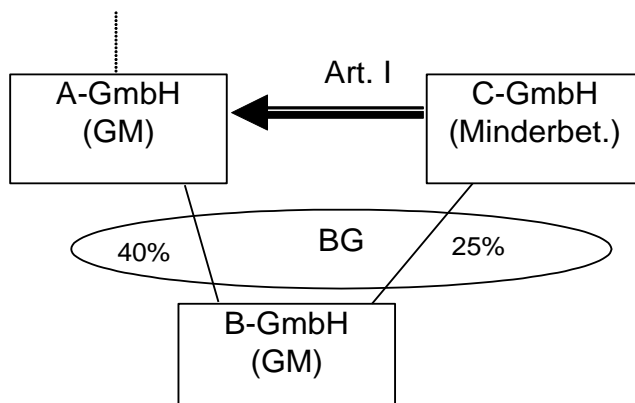 Art. I
A-GmbH
(GM)
C-GmbH
(Minderbet.)
BG
40%
25%
B-GmbH
(GM)